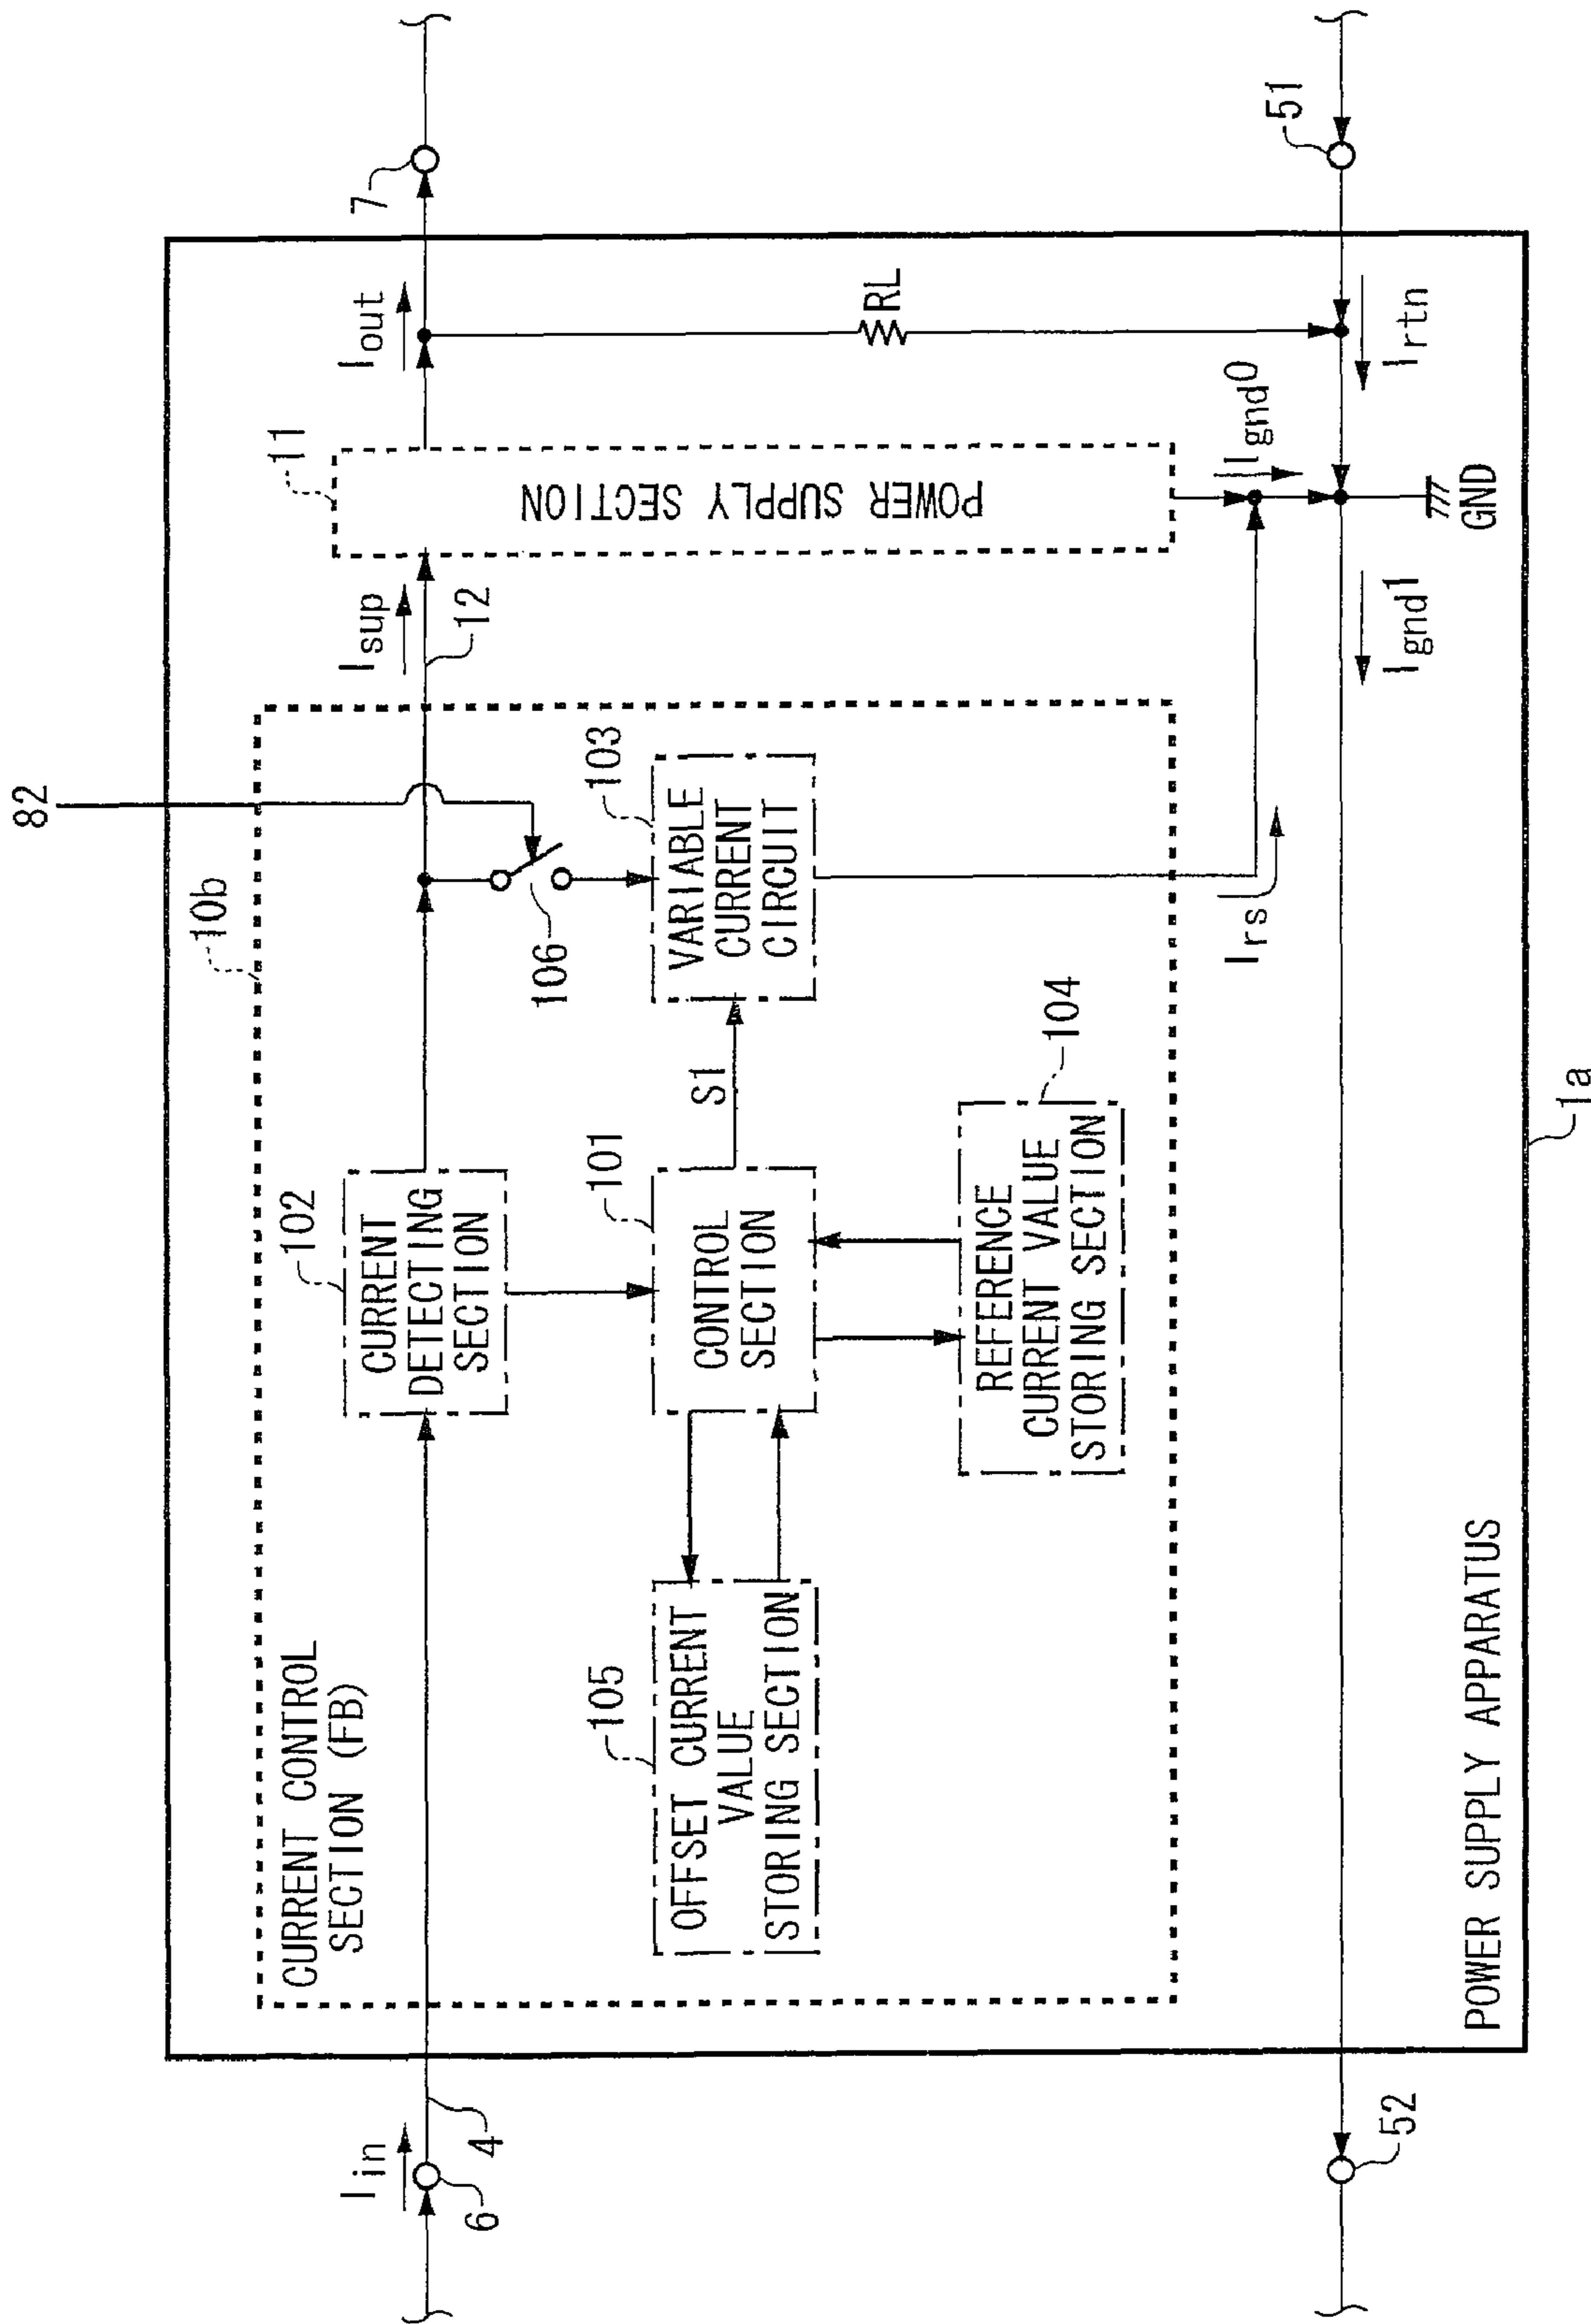 82
10b
CURRENT CONTROL
SECTION (FB)
102
CURRENT
DETECTING
SECTION
Isup
12
11
POWER SUPPLY SECTION
Iout
7
Iin
4
6
105
OFFSET CURRENT
VALUE
STORING SECTION
101
CONTROL
SECTION
S1
106
103
VARIABLE
CURRENT
CIRCUIT
RL
104
REFERENCE
CURRENT VALUE
STORING SECTION
Irs
Ignd0
51
Irtn
GND
Ignd1
52
POWER SUPPLY APPARATUS
1a